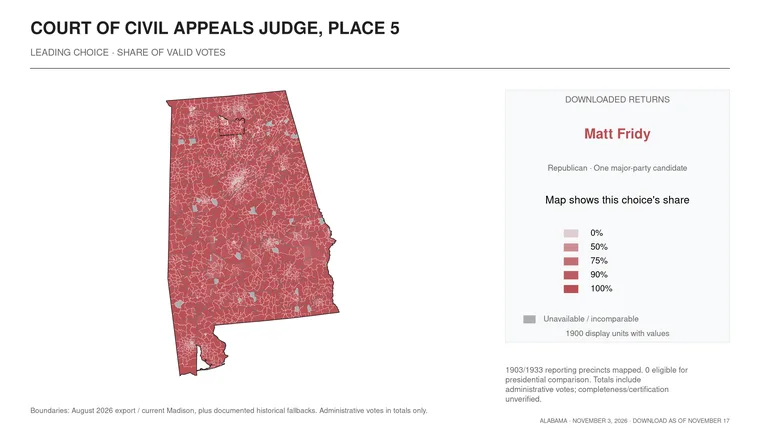 COURT OF CIVIL APPEALS JUDGE, PLACE 5
LEADING CHOICE · SHARE OF VALID VOTES
DOWNLOADED RETURNS
Matt Fridy
Republican · One major-party candidate
Map shows this choice's share
0%
50%
75%
90%
100%
Unavailable / incomparable
1900 display units with values
1903/1933 reporting precincts mapped. 0 eligible for
presidential comparison. Totals include
administrative votes; completeness/certification
unverified.
Boundaries: August 2026 export / current Madison, plus documented historical fallbacks. Administrative votes in totals only.
ALABAMA · NOVEMBER 3, 2026 · DOWNLOAD AS OF NOVEMBER 17